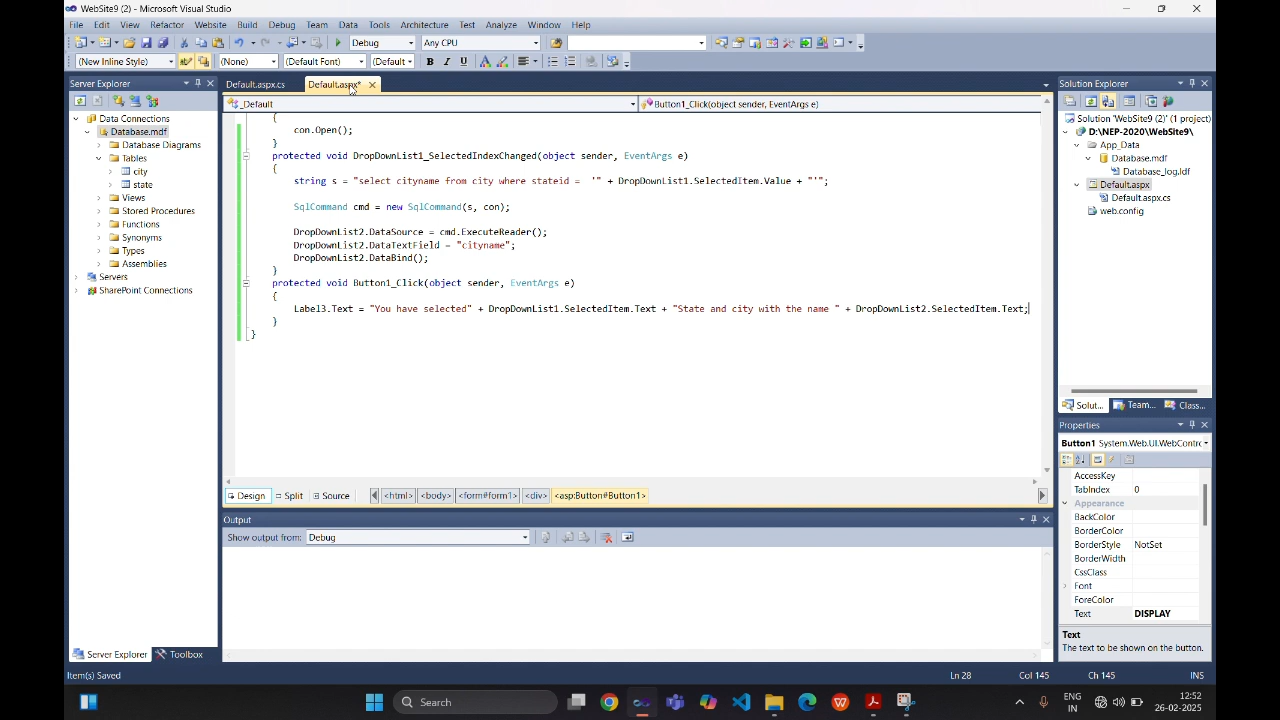 WebSite9 (2) - Microsoft Visual Studio
File Edit View Refactor Website Build Debug Team Data Tools Architecture Test Analyze Window Help
Debug Any CPU
(New Inline Style) (None) (Default Font) (Default B I U A
Server Explorer
Data Connections
Database.mdf
Database Diagrams
Tables
city
state
Views
Stored Procedures
Functions
Synonyms
Types
Assemblies
Servers
SharePoint Connections
Server Explorer Toolbox
Default.aspx.cs Default.aspx*
_Default Button1_Click(object sender, EventArgs e)
{
con.Open();
}
protected void DropDownList1_SelectedIndexChanged(object sender, EventArgs e)
{
string s = "select cityname from city where stateid = '" + DropDownList1.SelectedItem.Value + "'";
SqlCommand cmd = new SqlCommand(s, con);
DropDownList2.DataSource = cmd.ExecuteReader();
DropDownList2.DataTextField = "cityname";
DropDownList2.DataBind();
}
protected void Button1_Click(object sender, EventArgs e)
{
Label3.Text = "You have selected" + DropDownList1.SelectedItem.Text + "State and city with the name " + DropDownList2.SelectedItem.Text;
}
}
Design Split Source <html> <body> <form#form1> <div> <asp:Button#Button1>
Output
Show output from: Debug
Solution Explorer
Solution 'WebSite9 (2)' (1 project)
D:\NEP-2020\WebSite9\
App_Data
Database.mdf
Database_log.ldf
Default.aspx
Default.aspx.cs
web.config
Solut... Team... Class...
Properties
Button1 System.Web.UI.WebContrc
AccessKey
TabIndex 0
Appearance
BackColor
BorderColor
BorderStyle NotSet
BorderWidth
CssClass
Font
ForeColor
Text DISPLAY
Text
The text to be shown on the button.
Item(s) Saved Ln 28 Col 145 Ch 145 INS
Search
ENG
IN
12:52
26-02-2025